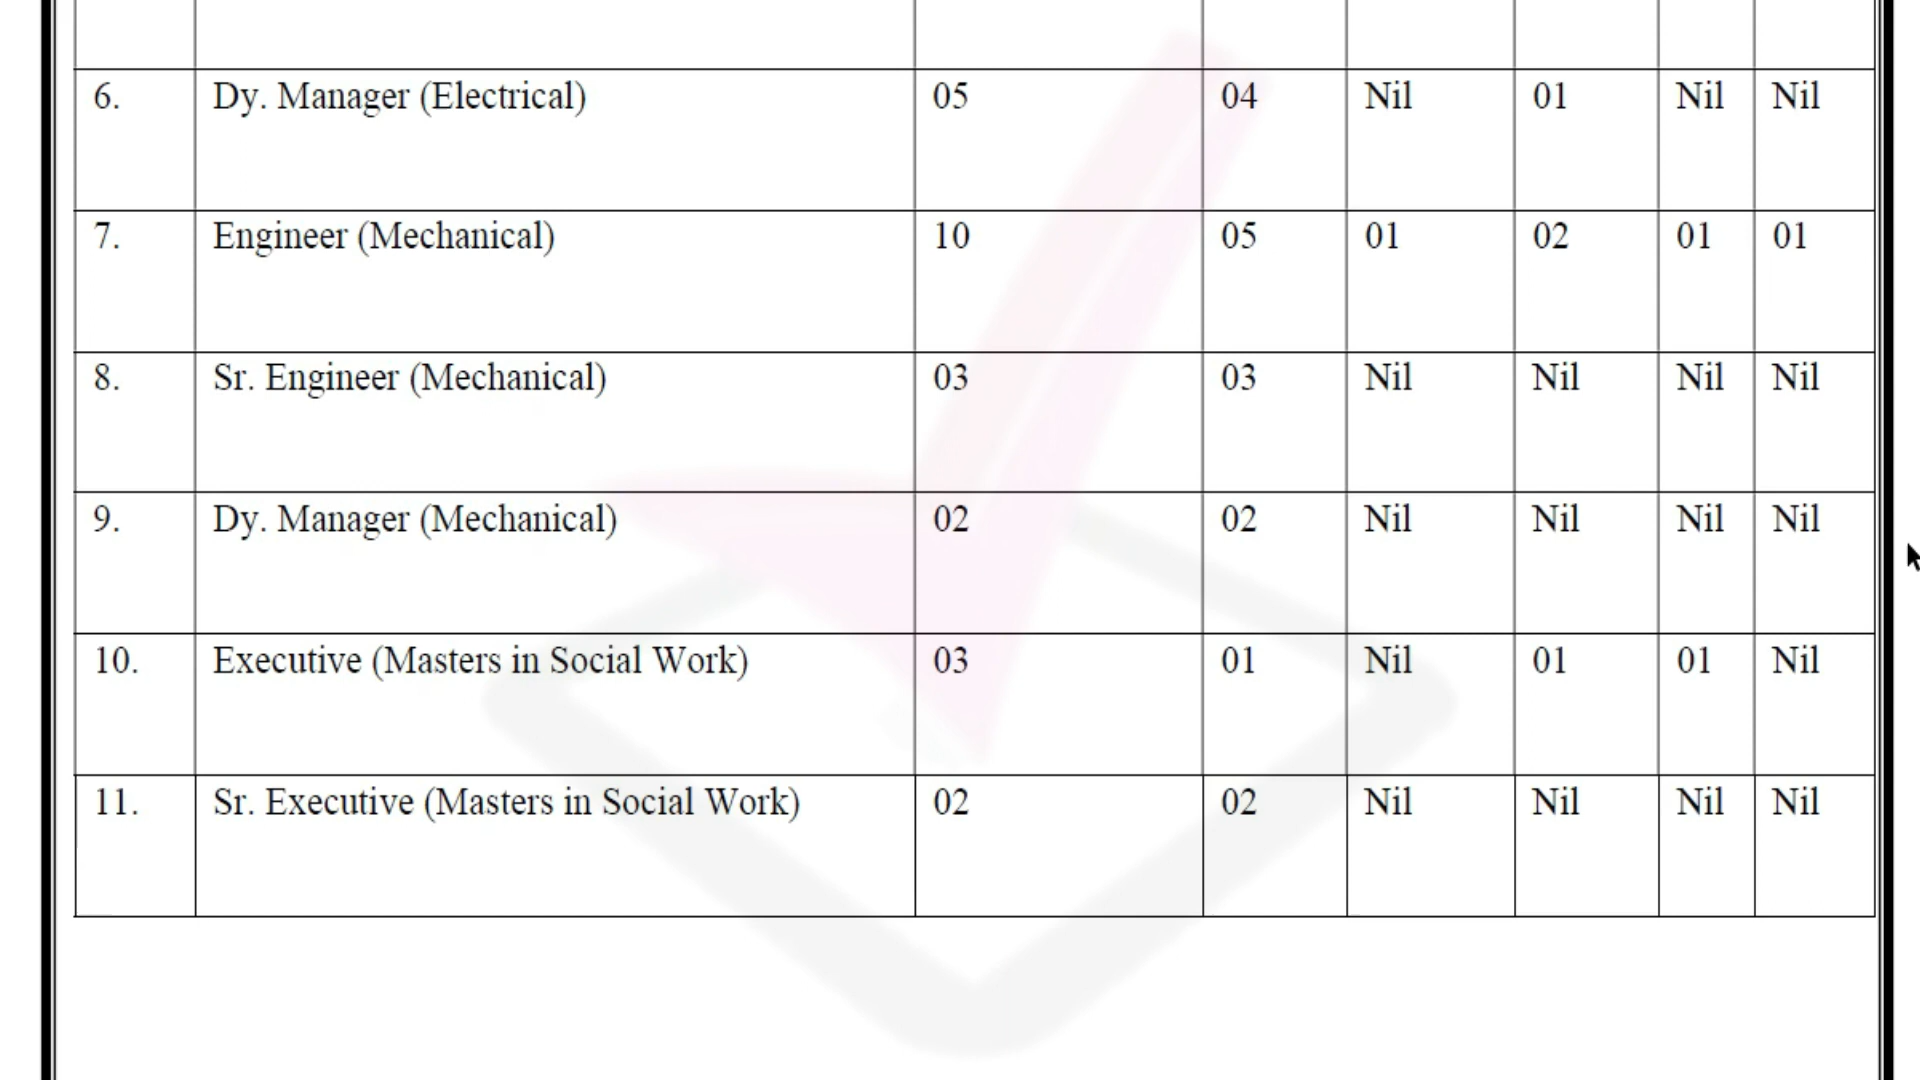 6. Dy. Manager (Electrical) 05 04 Nil 01 Nil Nil
7. Engineer (Mechanical) 10 05 01 02 01 01
8. Sr. Engineer (Mechanical) 03 03 Nil Nil Nil Nil
9. Dy. Manager (Mechanical) 02 02 Nil Nil Nil Nil
10. Executive (Masters in Social Work) 03 01 Nil 01 01 Nil
11. Sr. Executive (Masters in Social Work) 02 02 Nil Nil Nil Nil